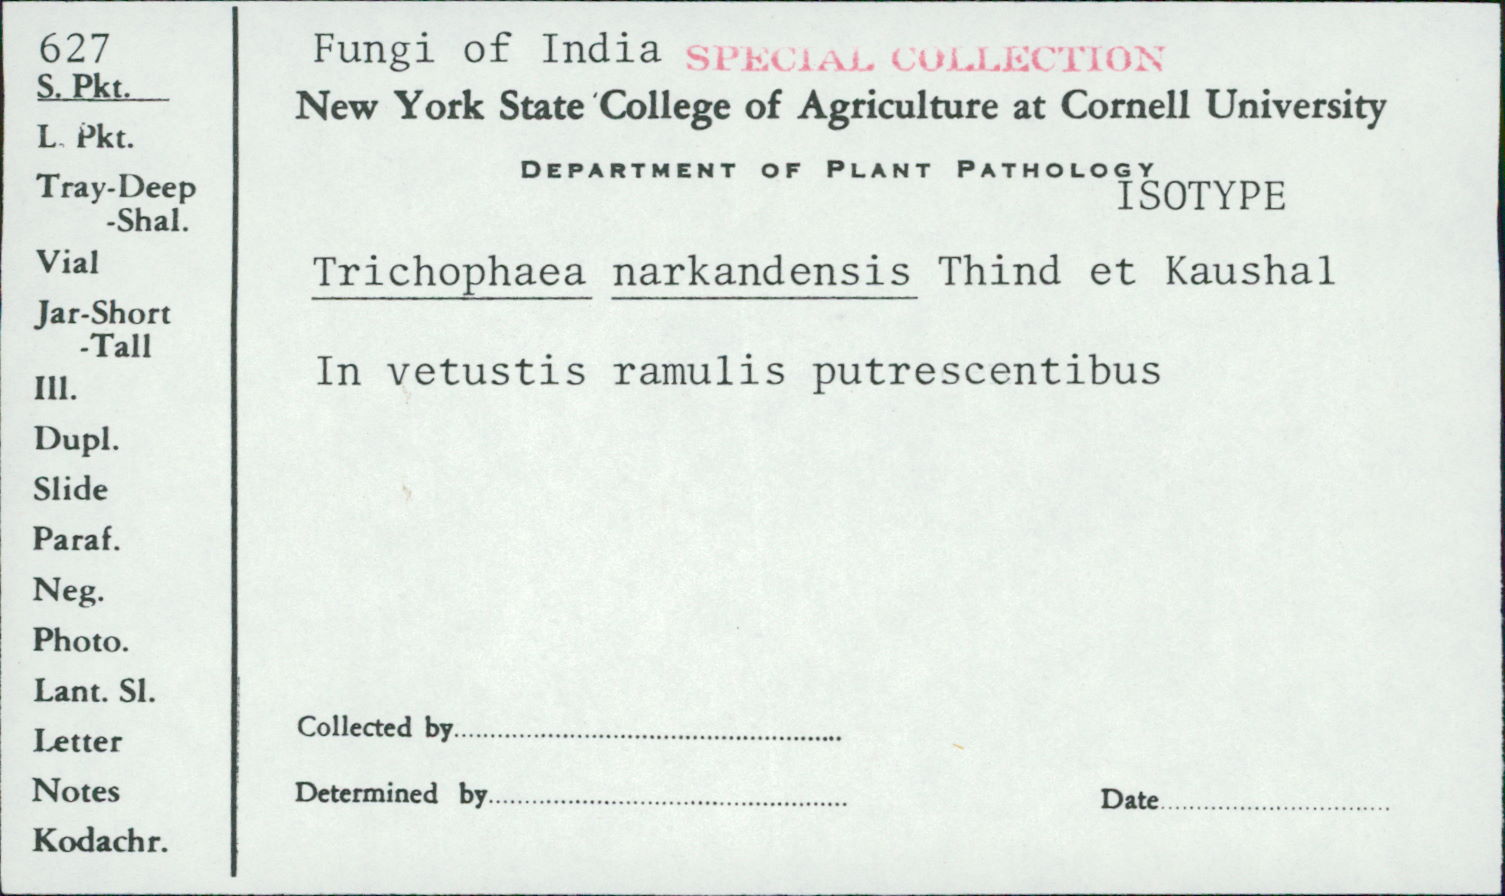 627
S. Pkt.
L. Pkt.
Tray-Deep
-Shal.
Vial
Jar-Short
-Tall
Ill.
Dupl.
Slide
Paraf.
Neg.
Photo.
Lant. Sl.
Letter
Notes
Kodachr.
Fungi of India SPECIAL COLLECTION
New York State College of Agriculture at Cornell University
DEPARTMENT OF PLANT PATHOLOGY
ISOTYPE
Trichophaea narkandensis Thind et Kaushal
In vetustis ramulis putrescentibus
Collected by
Determined by
Date